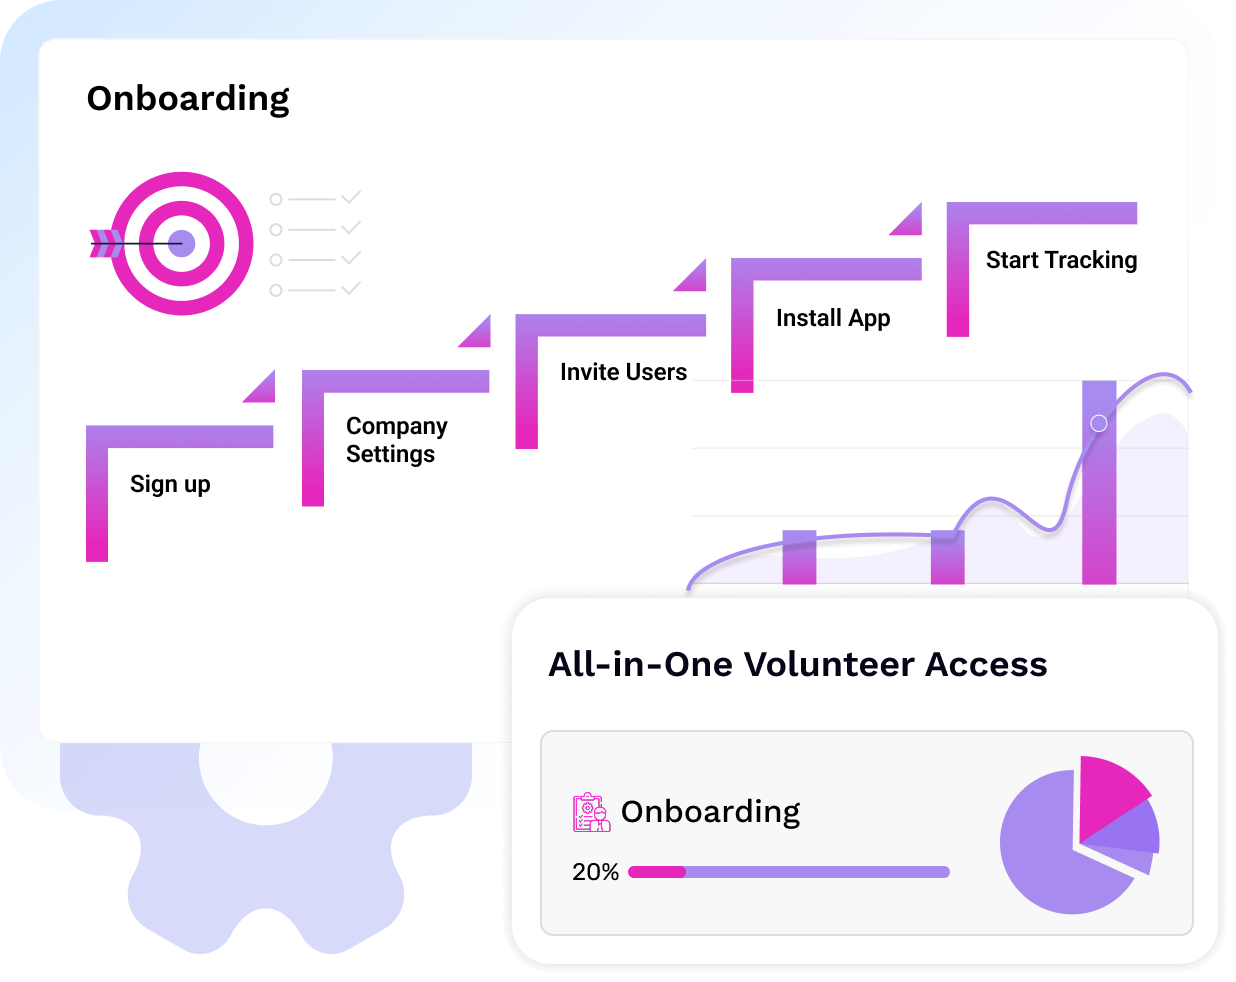 Onboarding
Sign up
Company
Settings
Invite Users
Install App
Start Tracking
All-in-One Volunteer Access
Onboarding
20%